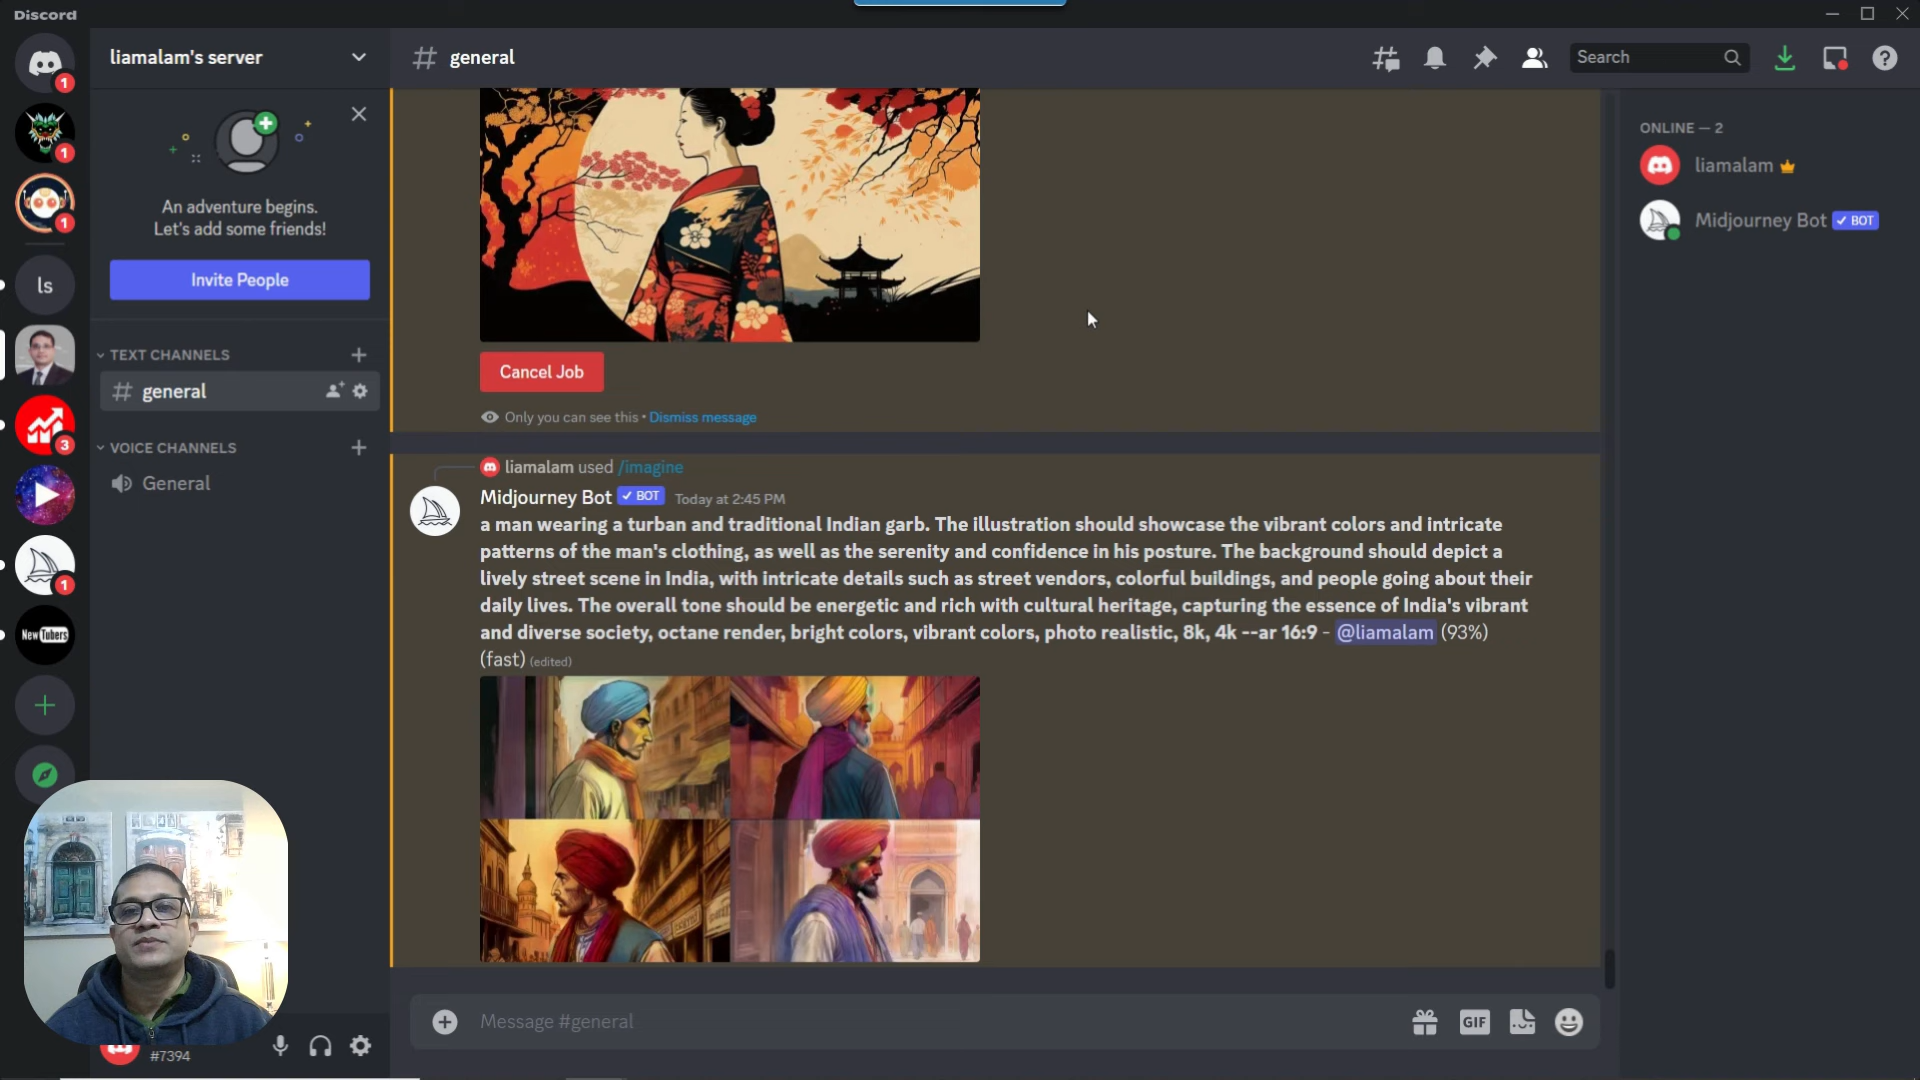 Discord
liamalam's server
general
Search
1
1
1
An adventure begins.
Let's add some friends!
Invite People
ls
TEXT CHANNELS
general
VOICE CHANNELS
General
3
1
New Tubers
#7394
Cancel Job
Only you can see this • Dismiss message
liamalam used /imagine
Midjourney Bot ✓ BOT Today at 2:45 PM
a man wearing a turban and traditional Indian garb. The illustration should showcase the vibrant colors and intricate
patterns of the man's clothing, as well as the serenity and confidence in his posture. The background should depict a
lively street scene in India, with intricate details such as street vendors, colorful buildings, and people going about their
daily lives. The overall tone should be energetic and rich with cultural heritage, capturing the essence of India's vibrant
and diverse society, octane render, bright colors, vibrant colors, photo realistic, 8k, 4k --ar 16:9 - @liamalam (93%)
(fast) (edited)
Message #general
GIF
ONLINE — 2
liamalam
Midjourney Bot ✓ BOT